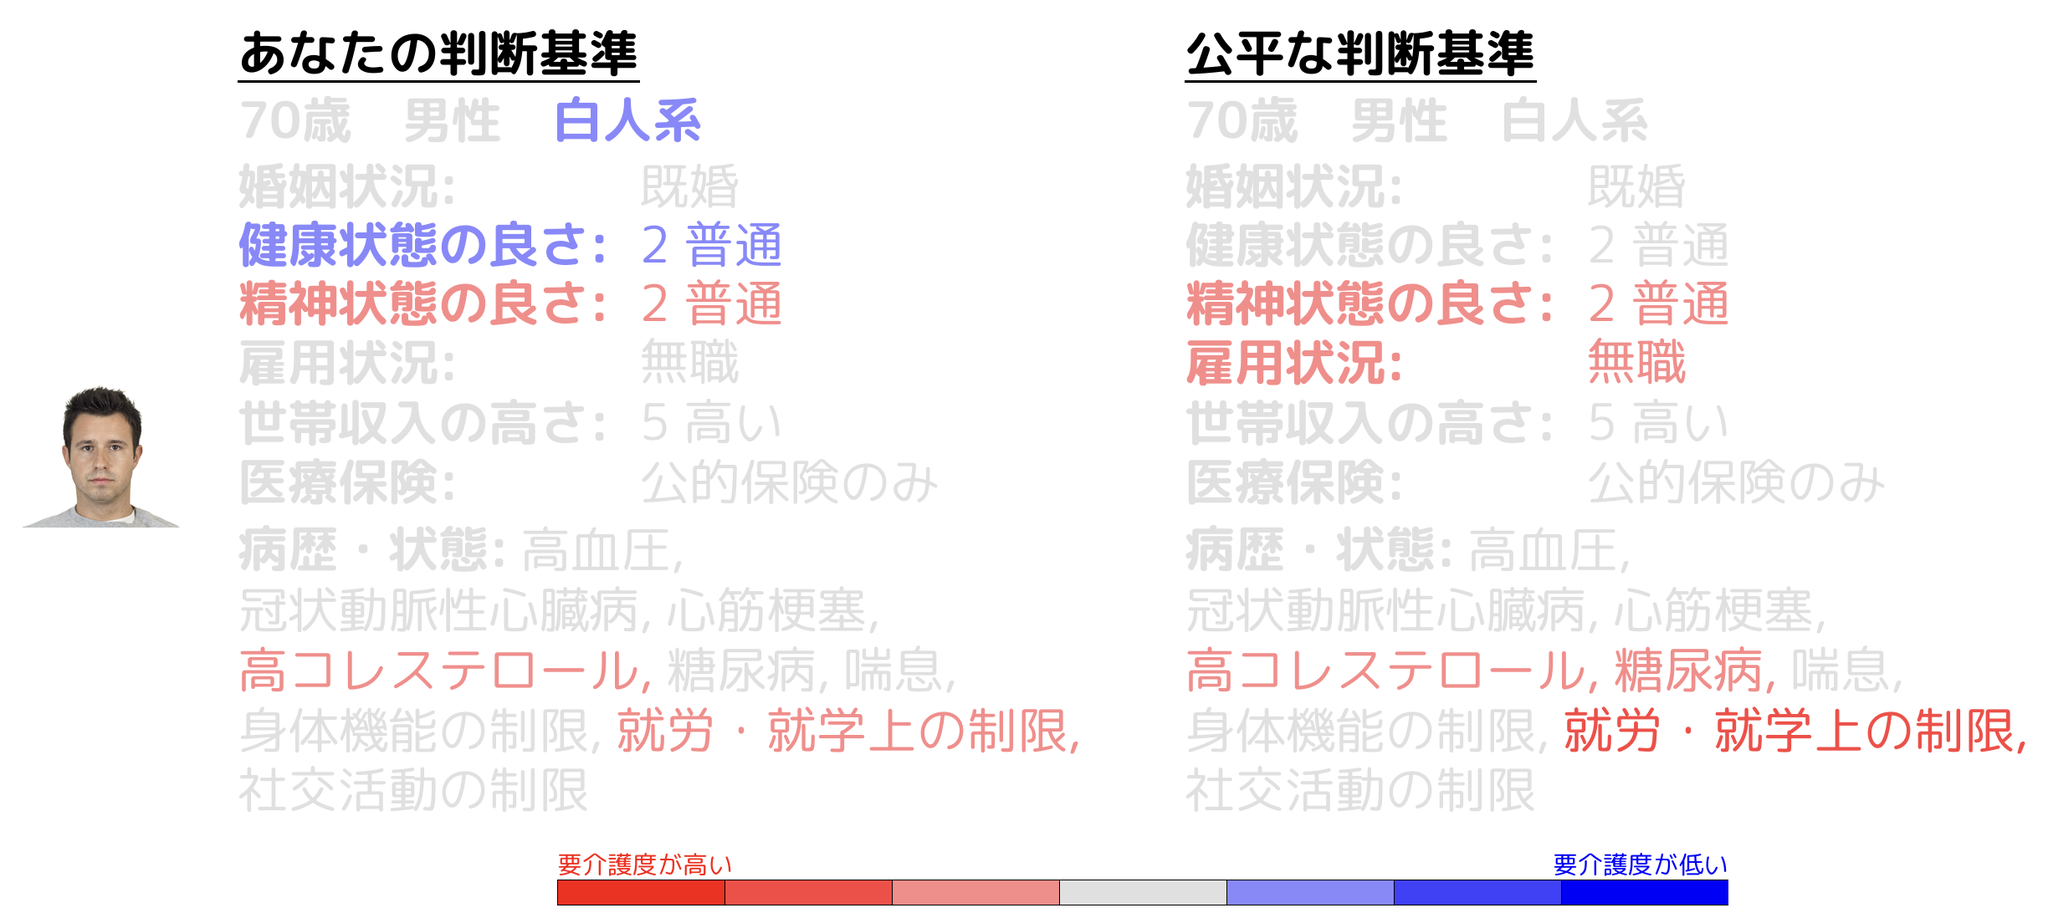 あなたの判断基準
70歳 男性 白人系
婚姻状況: 既婚
健康状態の良さ: 2 普通
精神状態の良さ: 2 普通
雇用状況: 無職
世帯収入の高さ: 5 高い
医療保険: 公的保険のみ
病歴・状態: 高血圧,
冠状動脈性心臓病, 心筋梗塞,
高コレステロール, 糖尿病, 喘息,
身体機能の制限, 就労・就学上の制限,
社交活動の制限
公平な判断基準
70歳 男性 白人系
婚姻状況: 既婚
健康状態の良さ: 2 普通
精神状態の良さ: 2 普通
雇用状況: 無職
世帯収入の高さ: 5 高い
医療保険: 公的保険のみ
病歴・状態: 高血圧,
冠状動脈性心臓病, 心筋梗塞,
高コレステロール, 糖尿病, 喘息,
身体機能の制限, 就労・就学上の制限,
社交活動の制限
要介護度が高い 要介護度が低い